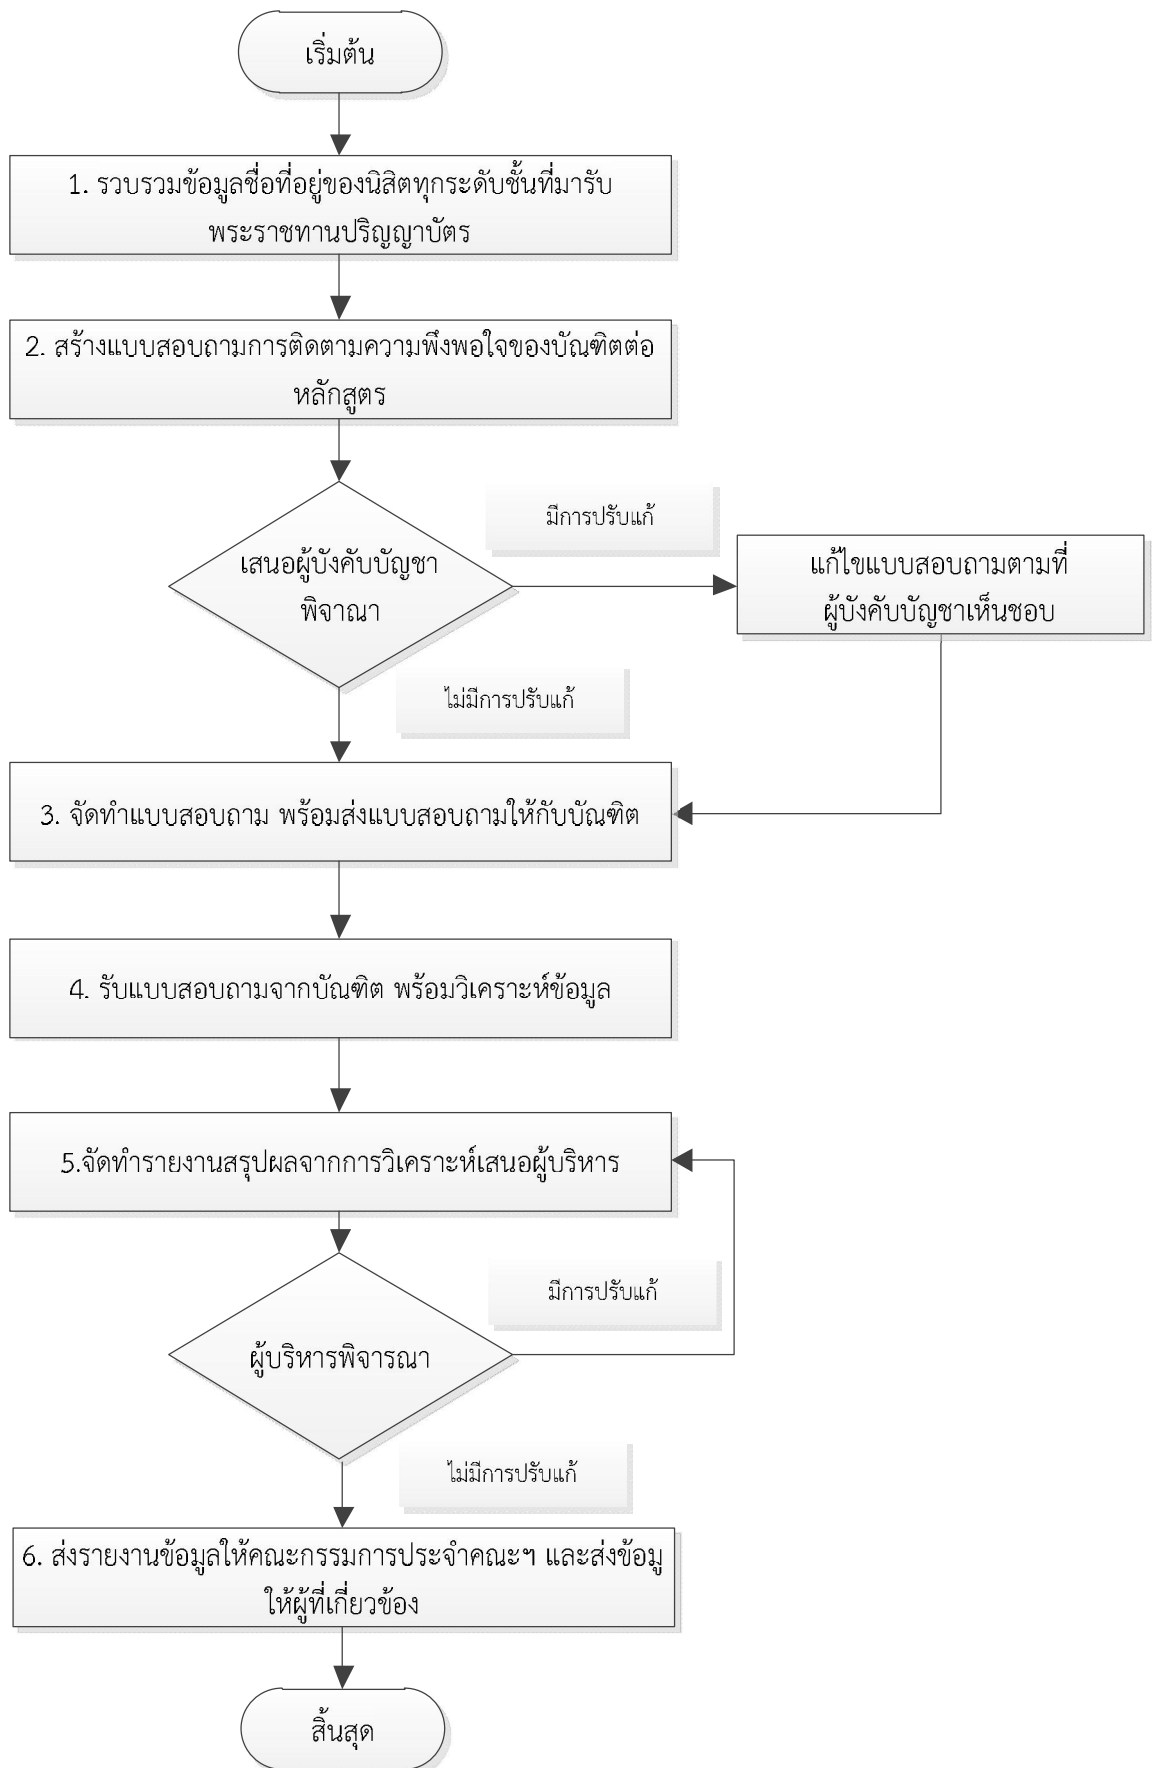 เริ่มต้น
1. รวบรวมข้อมูลชื่อที่อยู่ของนิสิตทุกระดับชั้นที่มารับ
พระราชทานปริญญาบัตร
2. สร้างแบบสอบถามการติดตามความพึงพอใจของบัณฑิตต่อ
หลักสูตร
มีการปรับแก้
เสนอผู้บังคับบัญชา
พิจาณา
แก้ไขแบบสอบถามตามที่
ผู้บังคับบัญชาเห็นชอบ
ไม่มีการปรับแก้
3. จัดทำแบบสอบถาม พร้อมส่งแบบสอบถามให้กับบัณฑิต
4. รับแบบสอบถามจากบัณฑิต พร้อมวิเคราะห์ข้อมูล
5.จัดทำรายงานสรุปผลจากการวิเคราะห์เสนอผู้บริหาร
มีการปรับแก้
ผู้บริหารพิจารณา
ไม่มีการปรับแก้
6. ส่งรายงานข้อมูลให้คณะกรรมการประจำคณะฯ และส่งข้อมู
ให้ผู้ที่เกี่ยวข้อง
สิ้นสุด